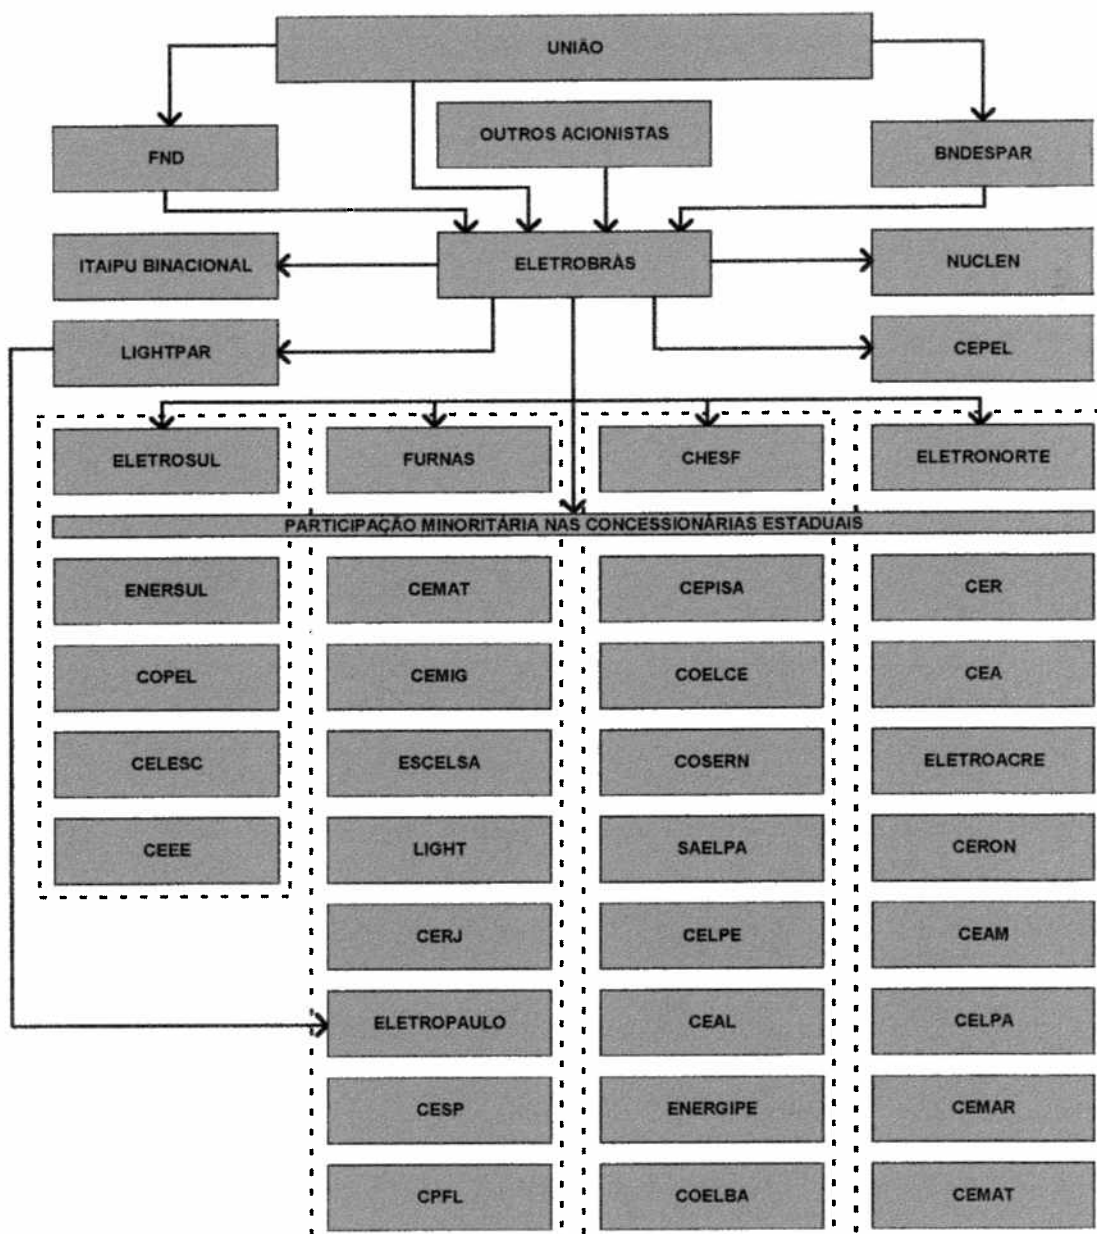 UNIÃO
OUTROS ACIONISTAS
FND
BNDESPAR
ITAIPU BINACIONAL
ELETROBRÁS
NUCLEN
LIGHTPAR
CEPEL
ELETROSUL
FURNAS
CHESF
ELETRONORTE
PARTICIPAÇÃO MINORITÁRIA NAS CONCESSIONÁRIAS ESTADUAIS
ENERSUL
CEMAT
CEPISA
CER
COPEL
CEMIG
COELCE
CEA
CELESC
ESCELSA
COSERN
ELETROACRE
CEEE
LIGHT
SAELPA
CERON
CERJ
CELPE
CEAM
ELETROPAULO
CEAL
CELPA
CESP
ENERGIPE
CEMAR
CPFL
COELBA
CEMAT